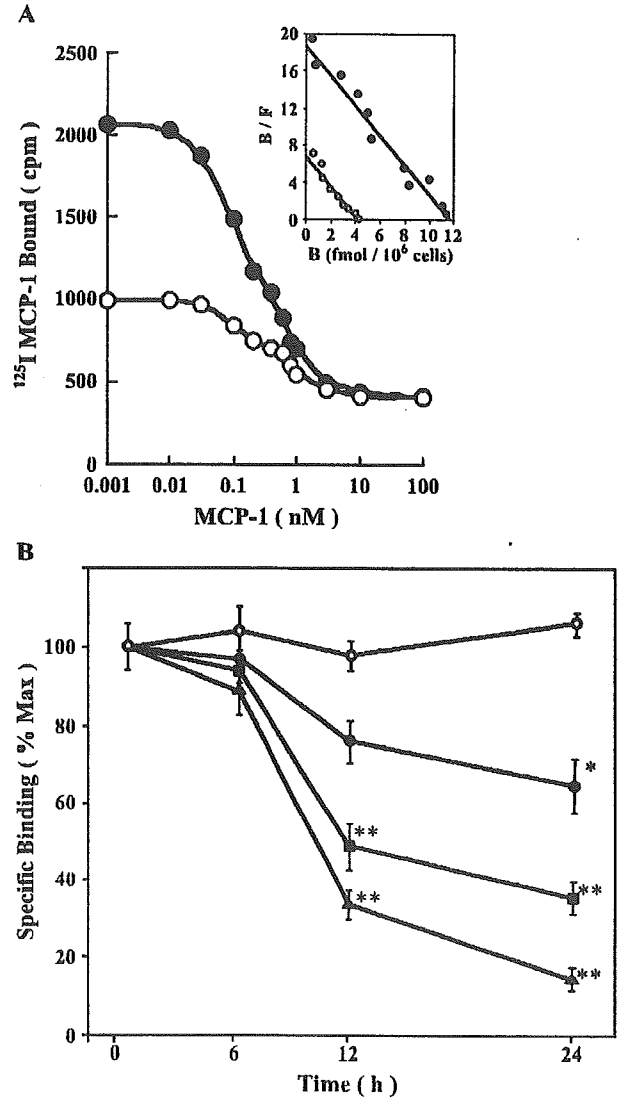 A
2500
2000
1500
1000
500
0
0.001 0.01 0.1 1 10 100
¹²⁵I MCP-1 Bound ( cpm )
MCP-1 ( nM )
20
16
12
8
4
0
0 2 4 6 8 10 12
B / F
B (fmol / 10⁶ cells)
B
100
80
60
40
20
0
0 6 12 24
Specific Binding ( % Max )
Time ( h )
*
**
**
**
**